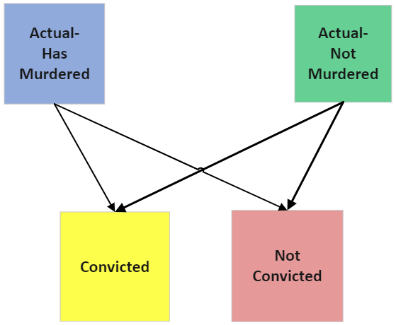 Actual-
Has
Murdered
Actual-
Not
Murdered
Convicted
Not
Convicted